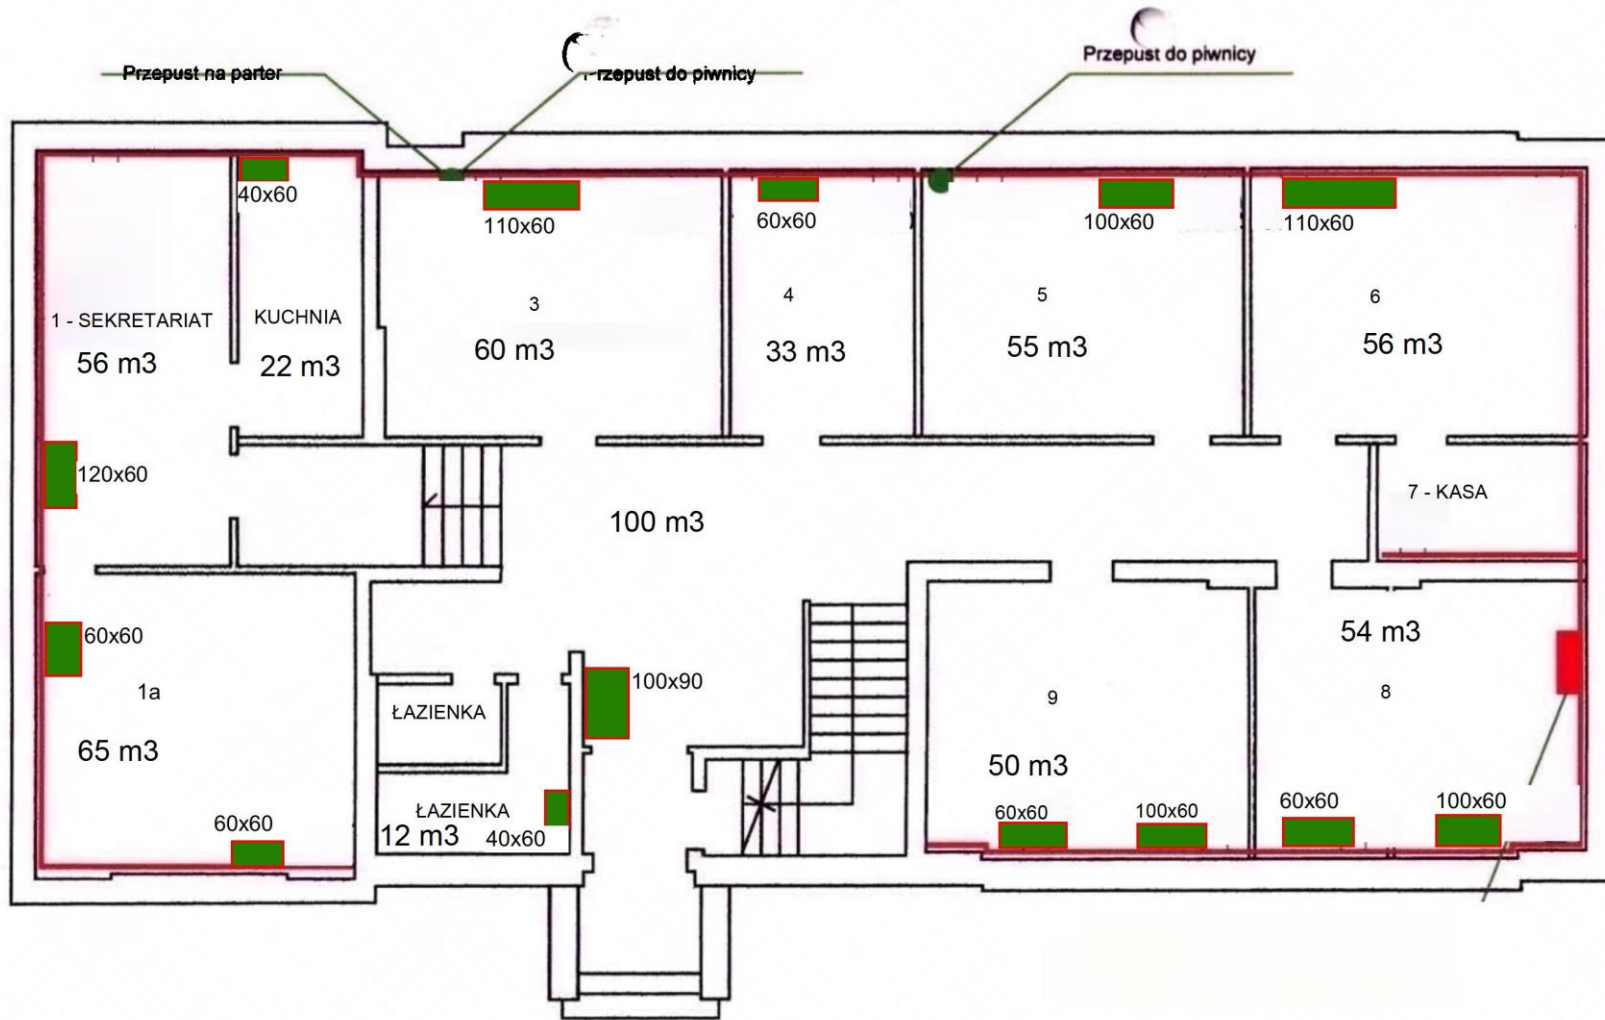 Przepust na parter
Przepust do piwnicy
Przepust do piwnicy
40x60
110x60
60x60
100x60
110x60
1 - SEKRETARIAT
56 m3
KUCHNIA
22 m3
3
60 m3
4
33 m3
5
55 m3
6
56 m3
120x60
100 m3
7 - KASA
60x60
1a
65 m3
60x60
ŁAZIENKA
100x90
ŁAZIENKA
12 m3
40x60
9
50 m3
60x60
100x60
54 m3
8
60x60
100x60